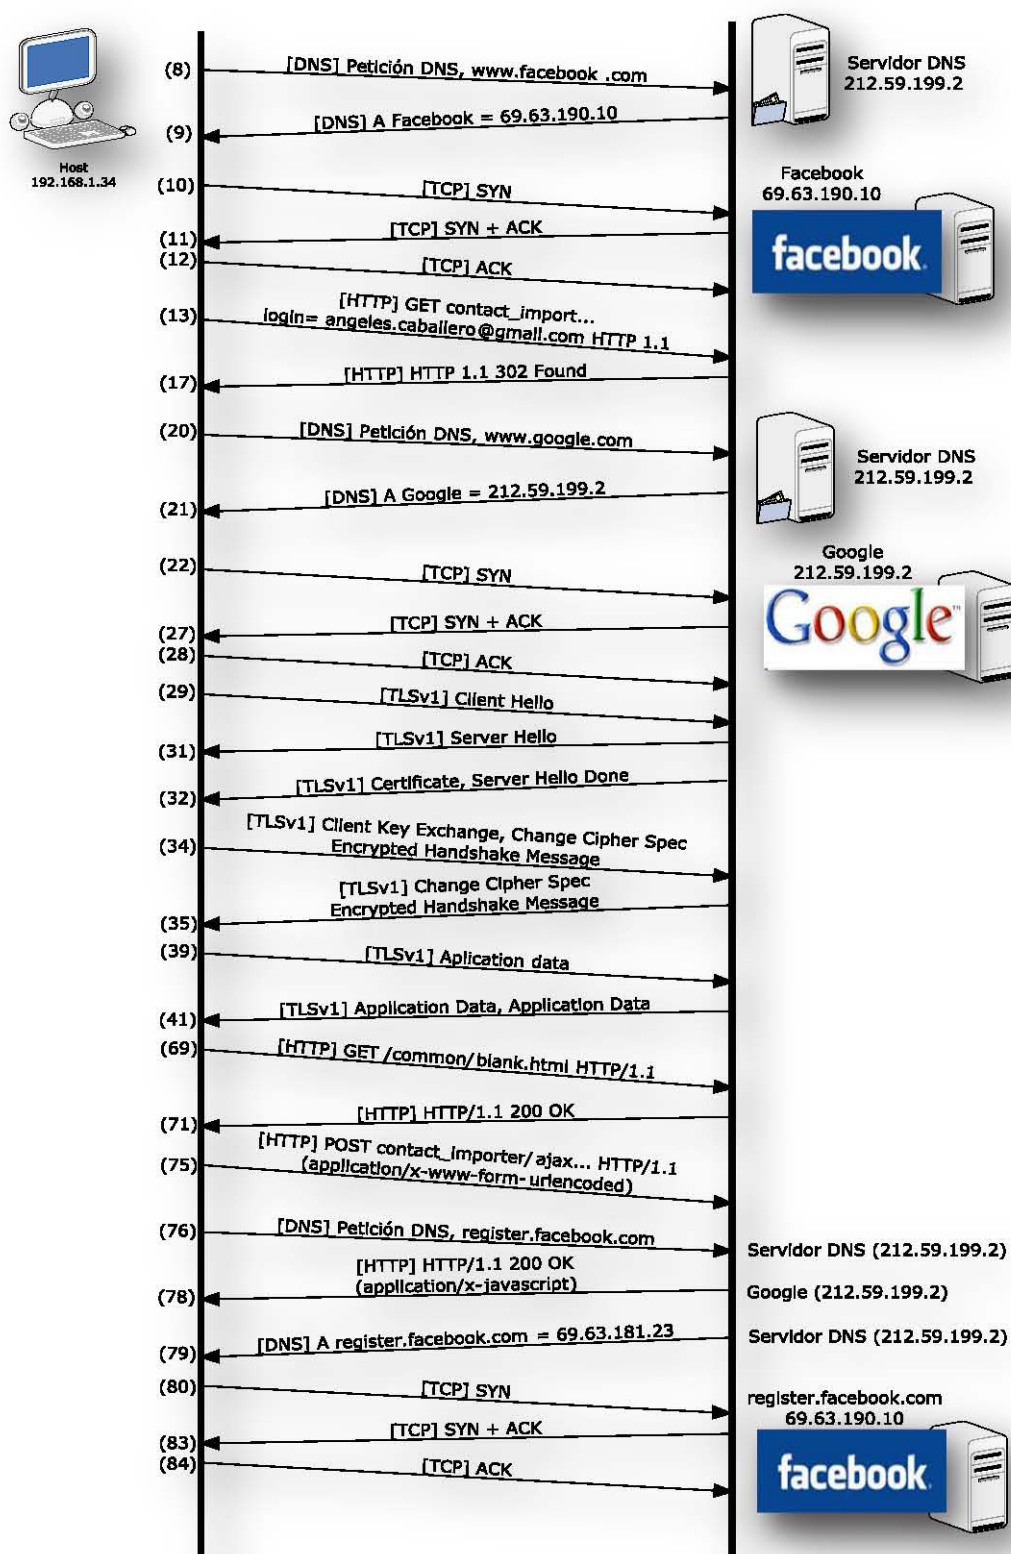 (8)
[DNS] Petición DNS, www.facebook .com
Servidor DNS
212.59.199.2
[DNS] A Facebook = 69.63.190.10
(9)
Host
192.168.1.34
(10)
[TCP] SYN
Facebook
69.63.190.10
facebook.
[TCP] SYN + ACK
(11)
(12)
[TCP] ACK
[HTTP] GET contact_import...
(13)
login= angeles.caballero@gmail.com HTTP 1.1
[HTTP] HTTP 1.1 302 Found
(17)
(20)
[DNS] Petición DNS, www.google.com
Servidor DNS
212.59.199.2
[DNS] A Google = 212.59.199.2
(21)
Google
212.59.199.2
Google™
(22)
[TCP] SYN
[TCP] SYN + ACK
(27)
(28)
[TCP] ACK
(29)
[TLSv1] Client Hello
[TLSv1] Server Hello
(31)
[TLSv1] Certificate, Server Hello Done
(32)
[TLSv1] Client Key Exchange, Change Cipher Spec
(34)
Encrypted Handshake Message
[TLSv1] Change Cipher Spec
Encrypted Handshake Message
(35)
(39)
[TLSv1] Aplication data
[TLSv1] Application Data, Application Data
(41)
(69)
[HTTP] GET /common/blank.html HTTP/1.1
[HTTP] HTTP/1.1 200 OK
(71)
[HTTP] POST contact_importer/ajax... HTTP/1.1
(75)
(application/x-www-form-urlencoded)
(76)
[DNS] Petición DNS, register.facebook.com
Servidor DNS (212.59.199.2)
[HTTP] HTTP/1.1 200 OK
(application/x-javascript)
(78)
Google (212.59.199.2)
[DNS] A register.facebook.com = 69.63.181.23
Servidor DNS (212.59.199.2)
(79)
(80)
[TCP] SYN
register.facebook.com
69.63.190.10
facebook
[TCP] SYN + ACK
(83)
(84)
[TCP] ACK